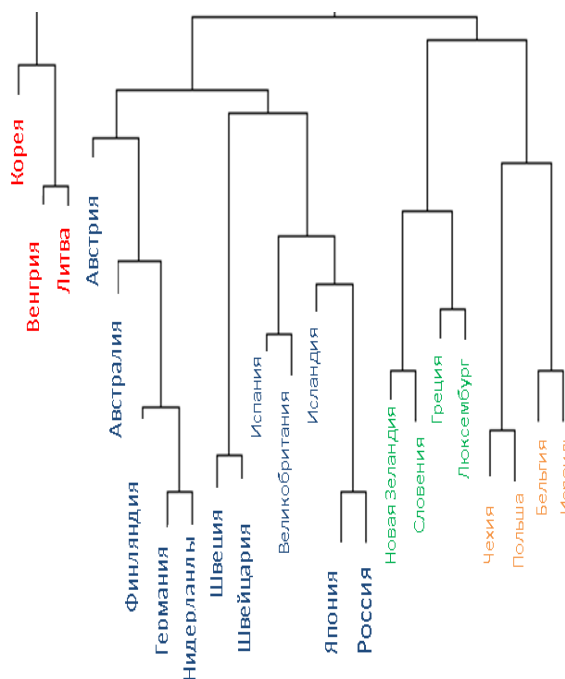 Корея
Венгрия
Литва
Австрия
Австралия
Финляндия
Германия
Нидерланлы
Швеция
Швейцария
Испания
Великобритания
Исландия
Япония
Россия
Новая Зеландия
Словения
Греция
Люксембург
Чехия
Польша
Бельгия